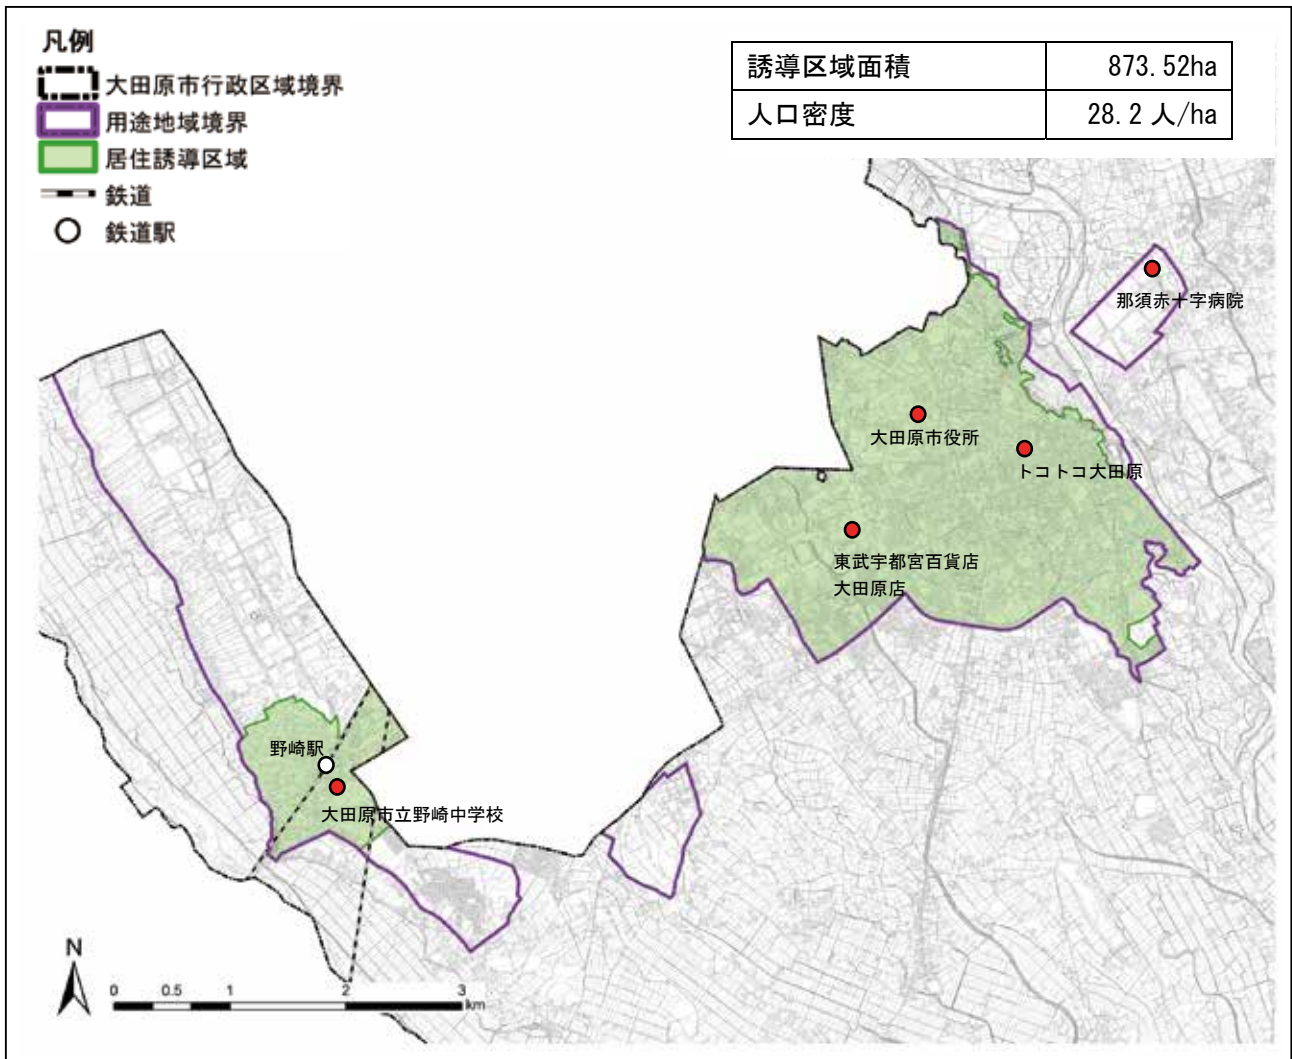 凡例
大田原市行政区域境界
用途地域境界
居住誘導区域
鉄道
鉄道駅
誘導区域面積 873.52ha
人口密度 28.2 人/ha
那須赤十字病院
大田原市役所
トコトコ大田原
東武宇都宮百貨店
大田原店
野崎駅
大田原市立野崎中学校
N
0 0.5 1 2 3
km